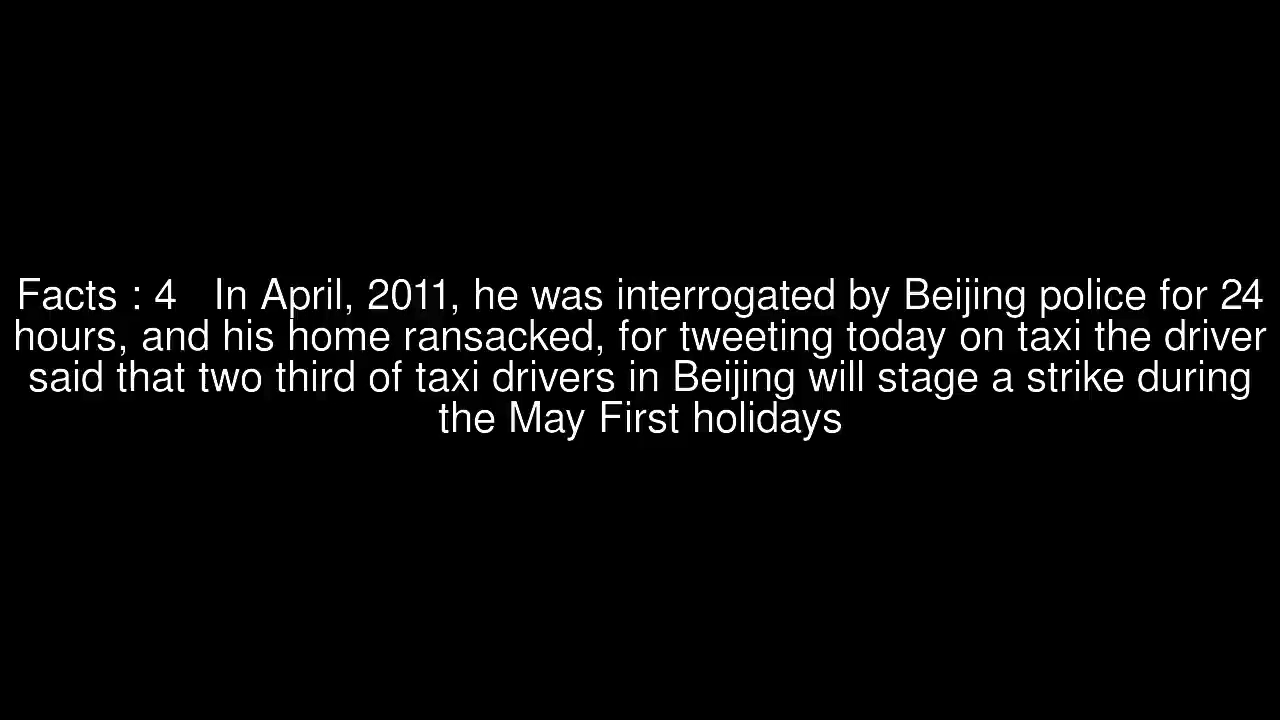 Facts : 4   In April, 2011, he was interrogated by Beijing police for 24
hours, and his home ransacked, for tweeting today on taxi the driver
said that two third of taxi drivers in Beijing will stage a strike during
the May First holidays